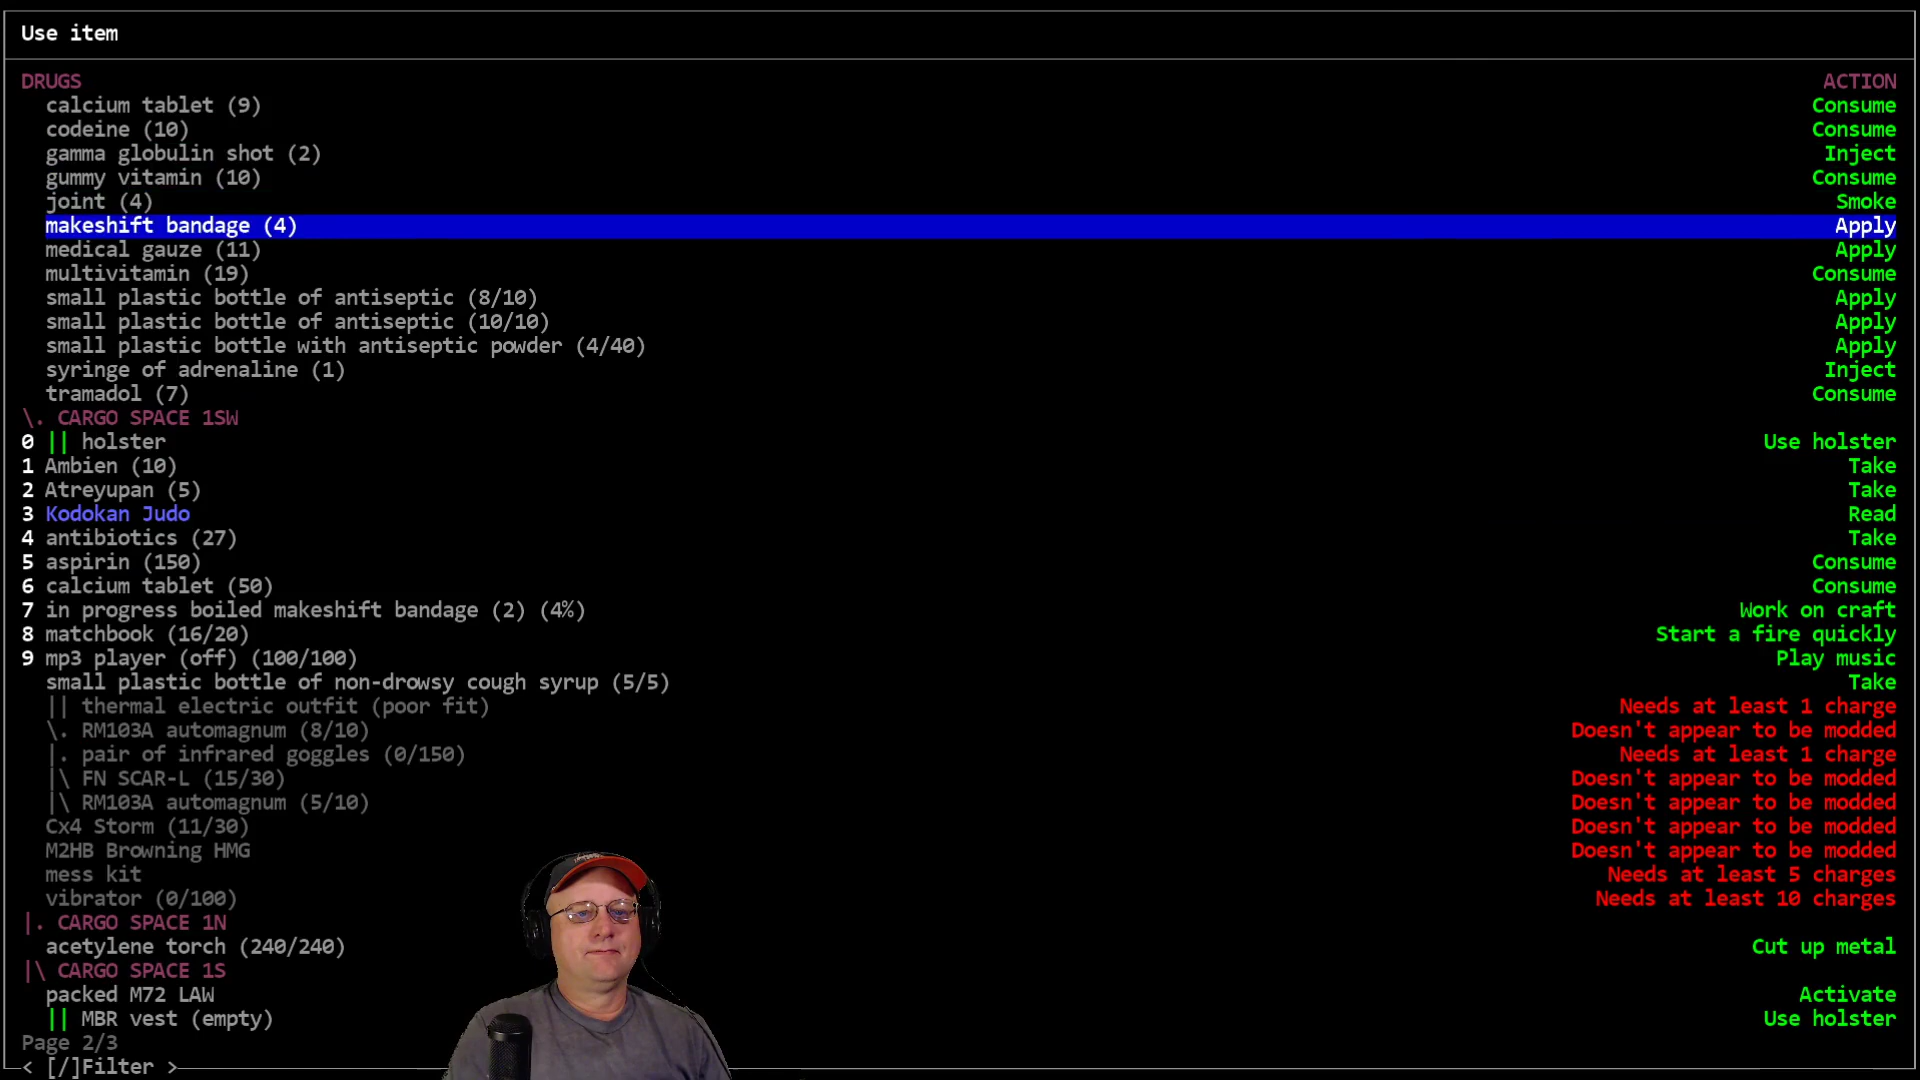 Use item
DRUGS ACTION
calcium tablet (9) Consume
codeine (10) Consume
gamma globulin shot (2) Inject
gummy vitamin (10) Consume
joint (4) Smoke
makeshift bandage (4) Apply
medical gauze (11) Apply
multivitamin (19) Consume
small plastic bottle of antiseptic (8/10) Apply
small plastic bottle of antiseptic (10/10) Apply
small plastic bottle with antiseptic powder (4/40) Apply
syringe of adrenaline (1) Inject
tramadol (7) Consume
\. CARGO SPACE 1SW
0 || holster Use holster
1 Ambien (10) Take
2 Atreyupan (5) Take
3 Kodokan Judo Read
4 antibiotics (27) Take
5 aspirin (150) Consume
6 calcium tablet (50) Consume
7 in progress boiled makeshift bandage (2) (4%) Work on craft
8 matchbook (16/20) Start a fire quickly
9 mp3 player (off) (100/100) Play music
small plastic bottle of non-drowsy cough syrup (5/5) Take
|| thermal electric outfit (poor fit) Needs at least 1 charge
\. RM103A automagnum (8/10) Doesn't appear to be modded
|. pair of infrared goggles (0/150) Needs at least 1 charge
|\ FN SCAR-L (15/30) Doesn't appear to be modded
|\ RM103A automagnum (5/10) Doesn't appear to be modded
Cx4 Storm (11/30) Doesn't appear to be modded
M2HB Browning HMG Doesn't appear to be modded
mess kit Needs at least 5 charges
vibrator (0/100) Needs at least 10 charges
|. CARGO SPACE 1N
acetylene torch (240/240) Cut up metal
|\ CARGO SPACE 1S
packed M72 LAW Activate
|| MBR vest (empty) Use holster
Page 2/3
< [/]Filter >